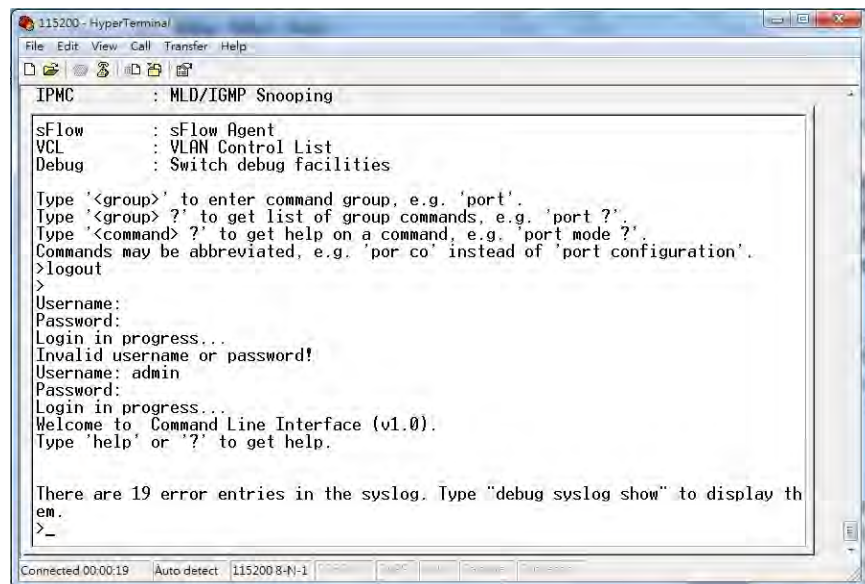 115200 - HyperTerminal
File Edit View Call Transfer Help
IPMC : MLD/IGMP Snooping
sFlow : sFlow Agent
VCL : VLAN Control List
Debug : Switch debug facilities
Type '<group>' to enter command group, e.g. 'port'.
Type '<group> ?' to get list of group commands, e.g. 'port ?'.
Type '<command> ?' to get help on a command, e.g. 'port mode ?'.
Commands may be abbreviated, e.g. 'por co' instead of 'port configuration'.
>logout
>
Username:
Password:
Login in progress...
Invalid username or password!
Username: admin
Password:
Login in progress...
Welcome to Command Line Interface (v1.0).
Type 'help' or '?' to get help.
There are 19 error entries in the syslog. Type "debug syslog show" to display th
em.
>_
Connected 00:00:19 Auto detect 115200 8-N-1